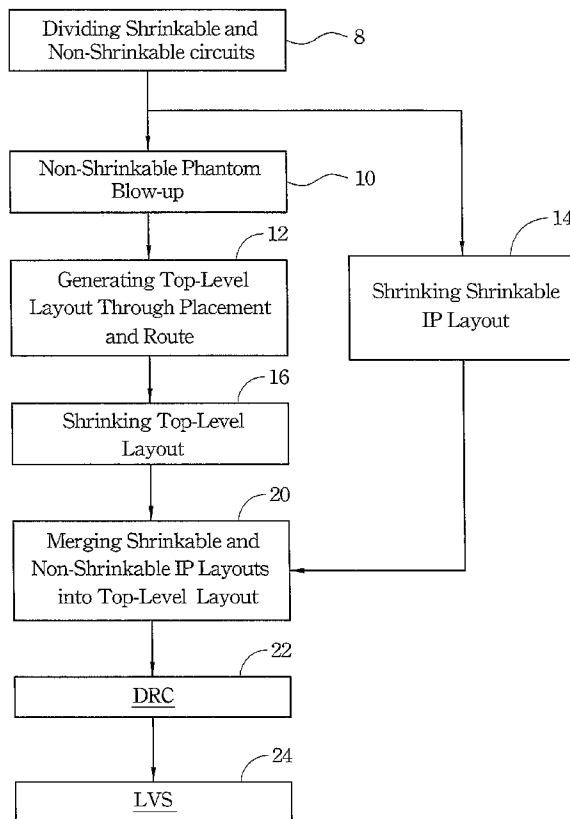 Dividing Shrinkable and
Non-Shrinkable circuits
8
Non-Shrinkable Phantom
Blow-up
10
12
Generating Top-Level
Layout Through Placement
and Route
14
Shrinking Shrinkable
IP Layout
16
Shrinking Top-Level
Layout
20
Merging Shrinkable and
Non-Shrinkable IP Layouts
into Top-Level Layout
22
DRC
24
LVS